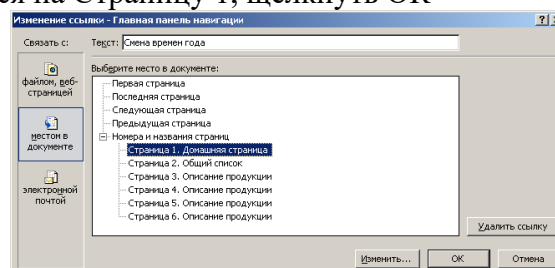 ся на Страницу 1, щелкнуть ОК
Изменение ссылки - Главная панель навигации
Связать с:
Текст: Смена времен года
файлом, веб-страницей
местом в документе
электронной почтой
Выберите место в документе:
Первая страница
Последняя страница
Следующая страница
Предыдущая страница
Номера и названия страниц
Страница 1. Домашняя страница
Страница 2. Общий список
Страница 3. Описание продукции
Страница 4. Описание продукции
Страница 5. Описание продукции
Страница 6. Описание продукции
Удалить ссылку
Изменить...
ОК
Отмена